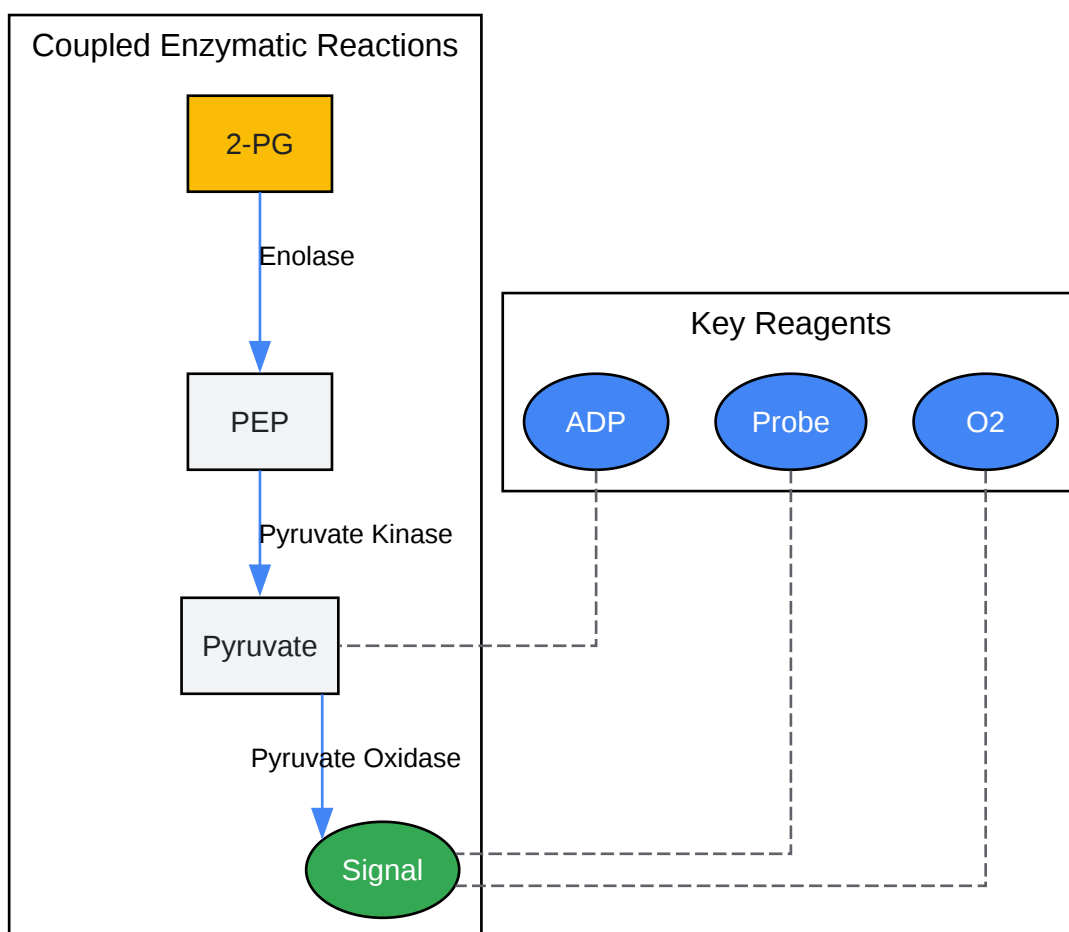 Coupled Enzymatic Reactions
2-PG
Enolase
PEP
Pyruvate Kinase
Pyruvate
Pyruvate Oxidase
Signal
Key Reagents
ADP
Probe
O2